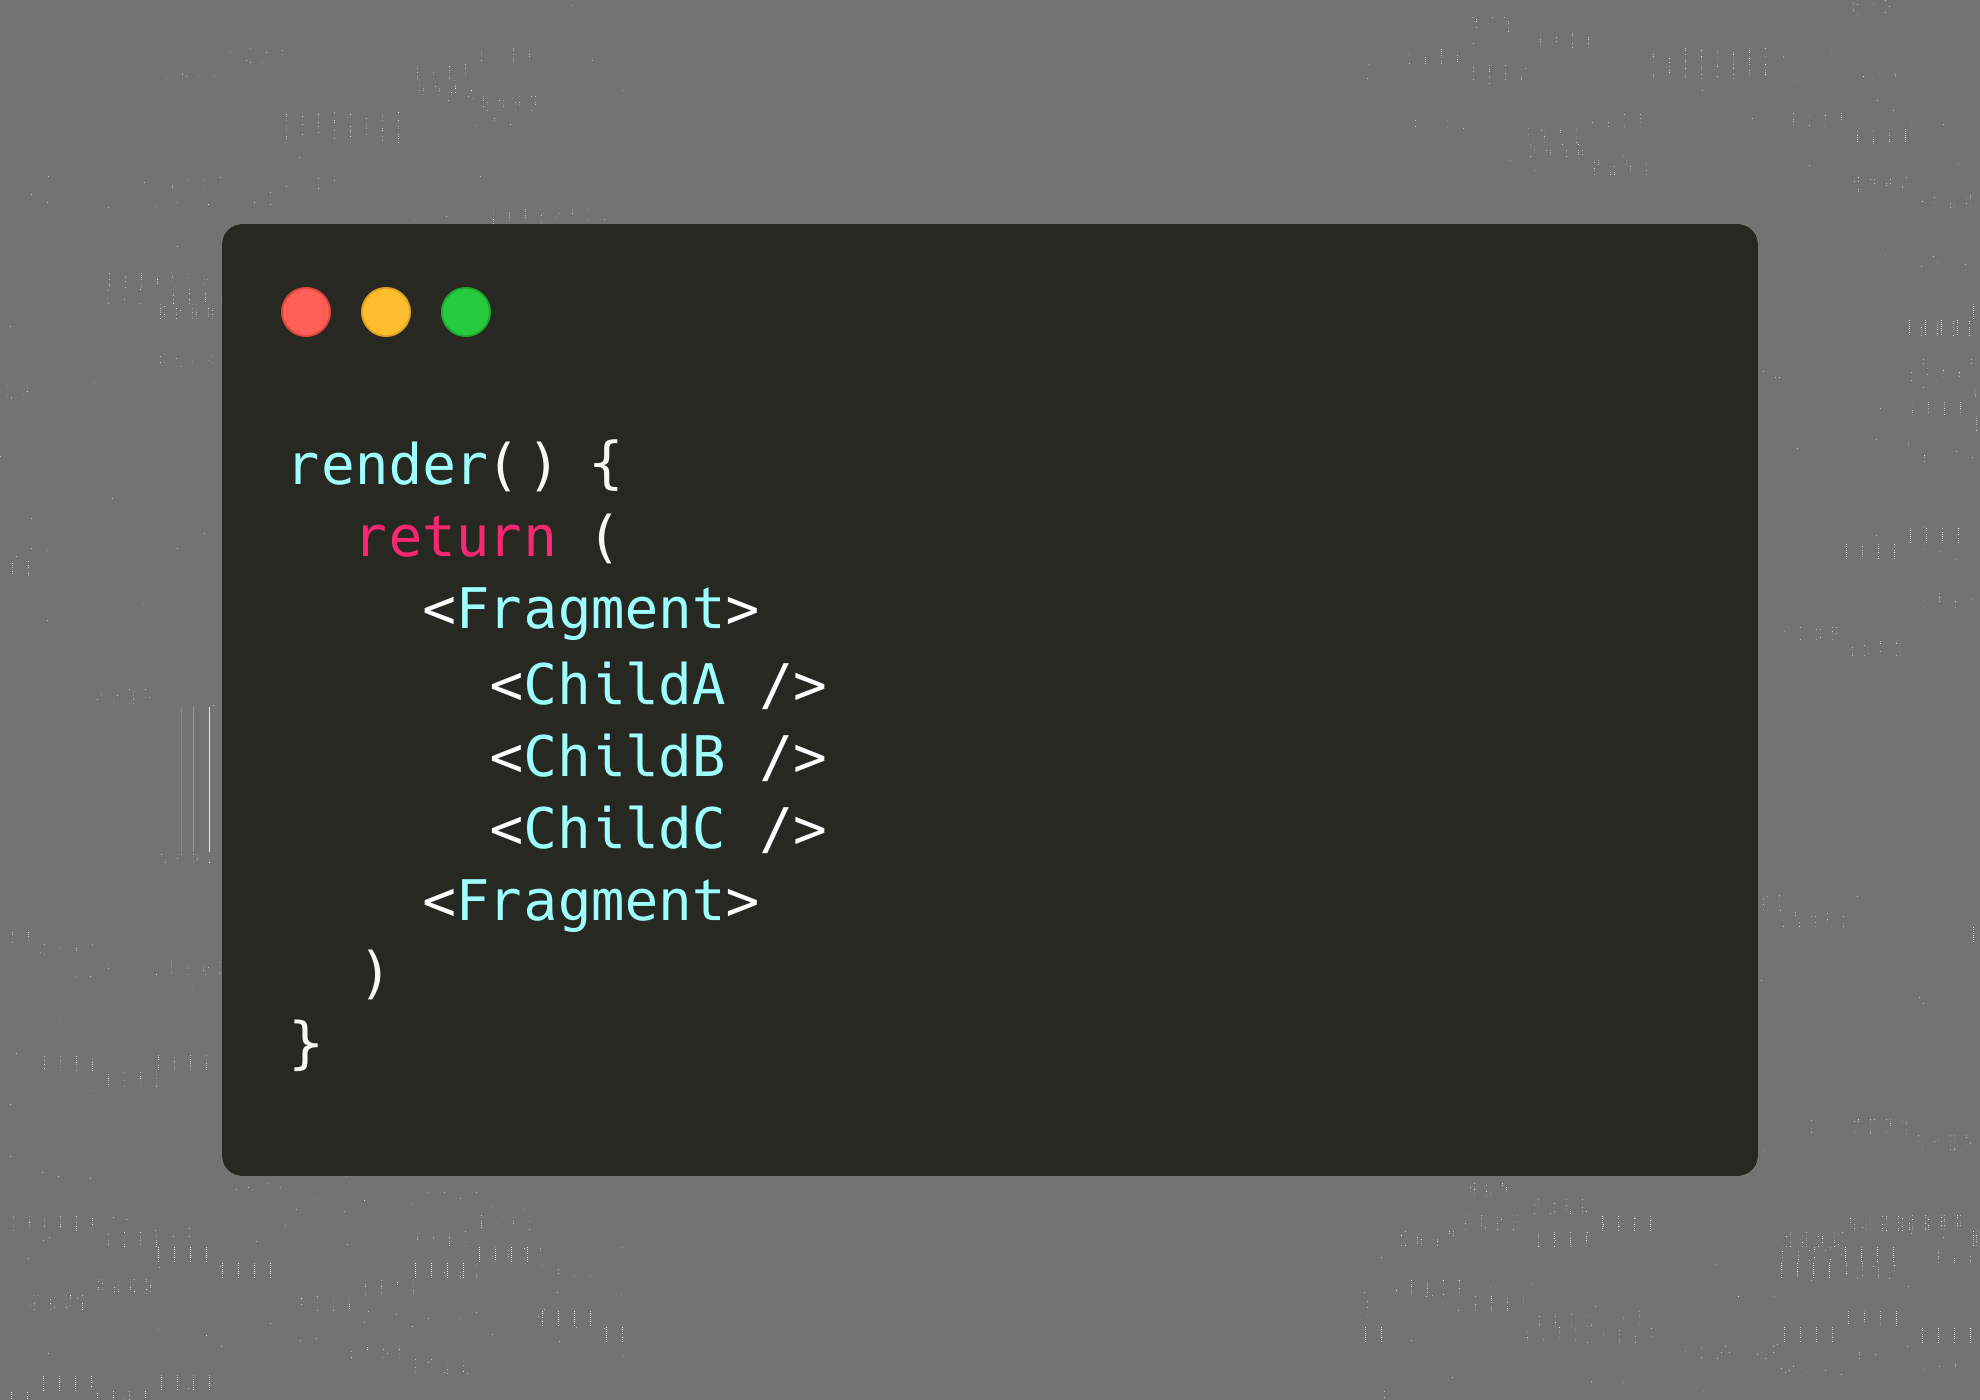 render() {
  return (
    <Fragment>
      <ChildA />
      <ChildB />
      <ChildC />
    <Fragment>
  )
}